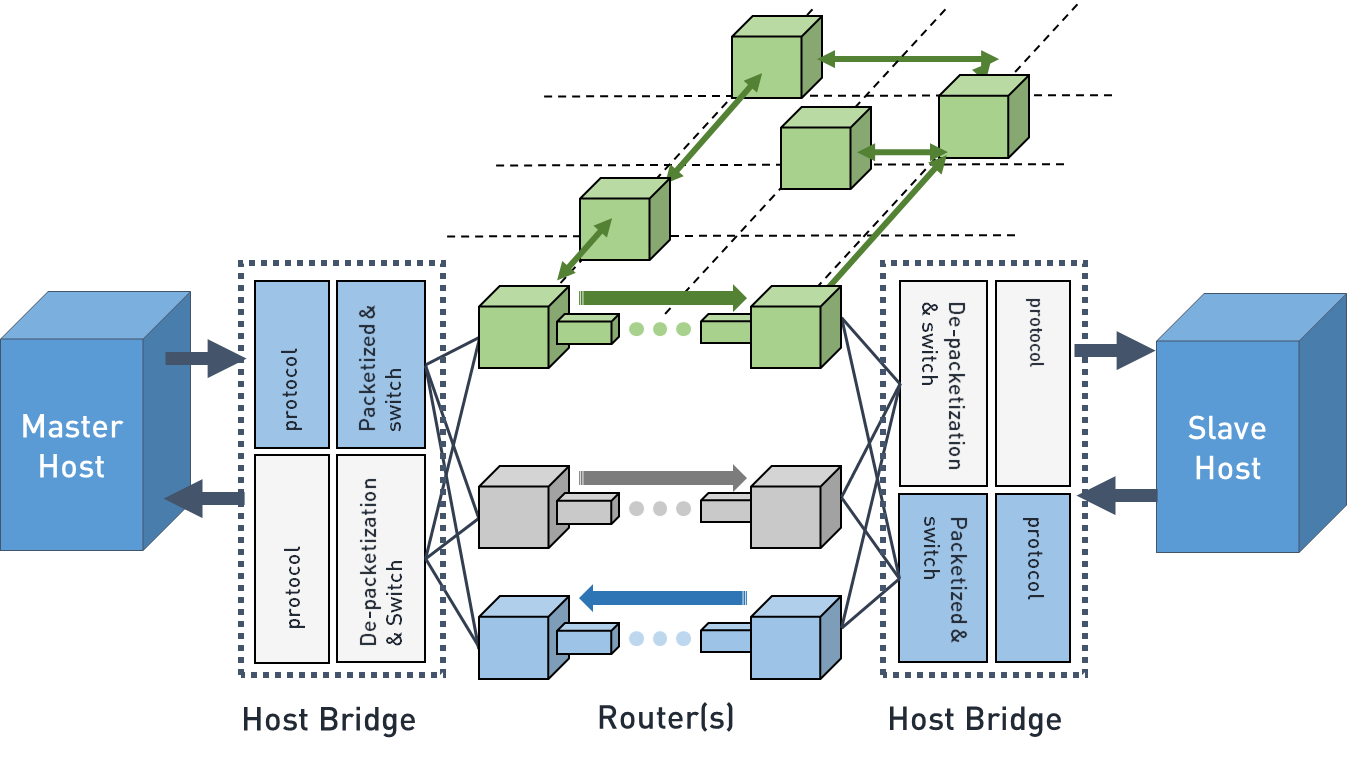 Master
Host
protocol
Packetized &
switch
protocol
De-packetization
& Switch
De-packetization
& switch
protocol
Packetized &
switch
protocol
Slave
Host
Host Bridge
Router(s)
Host Bridge